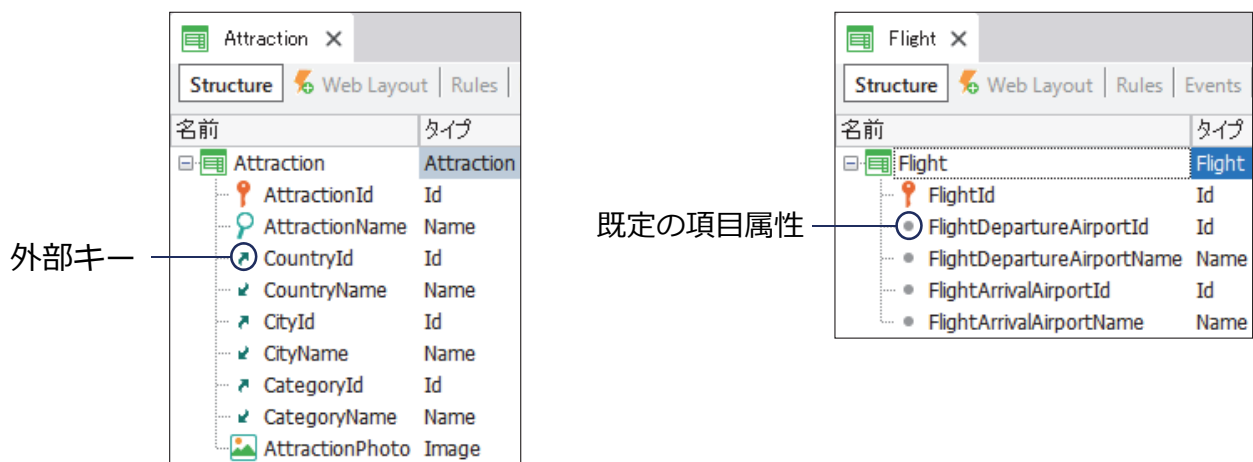 Attraction
Structure Web Layout Rules
名前 タイプ
Attraction Attraction
AttractionId Id
AttractionName Name
外部キー
CountryId Id
CountryName Name
CityId Id
CityName Name
CategoryId Id
CategoryName Name
AttractionPhoto Image
Flight
Structure Web Layout Rules Events
名前 タイプ
Flight Flight
FlightId Id
既定の項目属性
FlightDepartureAirportId Id
FlightDepartureAirportName Name
FlightArrivalAirportId Id
FlightArrivalAirportName Name